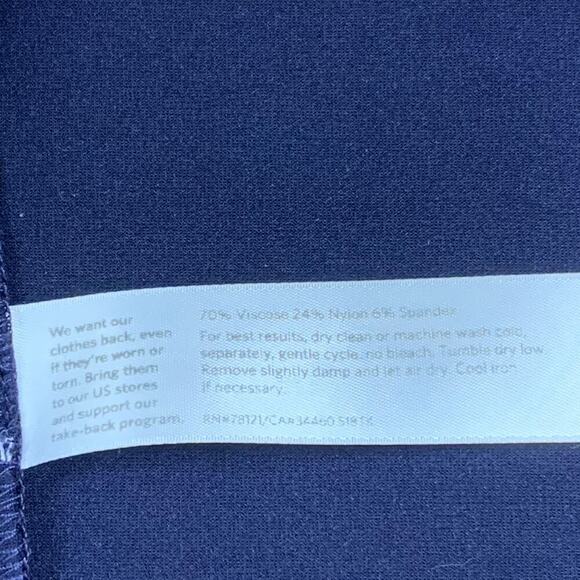 We want our
clothes back, even
if they're worn or
torn. Bring them
to our US stores
and support our
take-back program.
70% Viscose 24% Nylon 6% Spandex
For best results, dry clean or machine wash cold,
separately, gentle cycle, no bleach. Tumble dry low.
Remove slightly damp and let air dry. Cool iron
if necessary.
RN#78121/CA#34460 S18TK